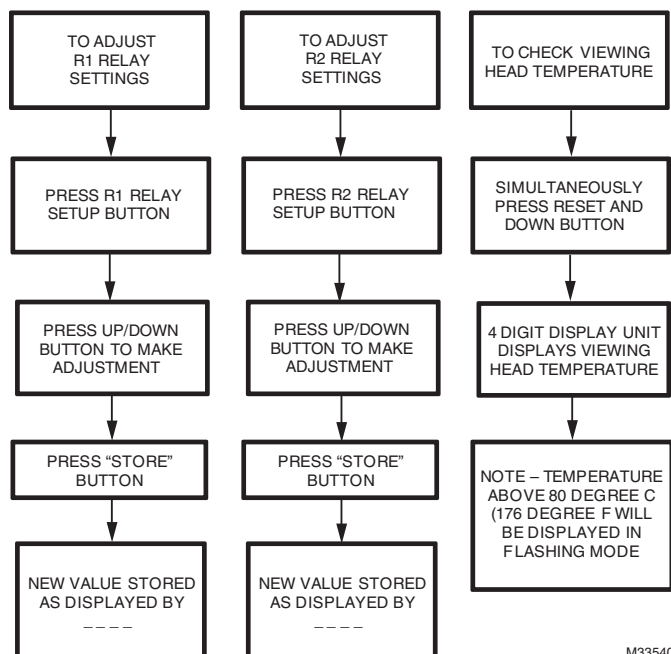 TO ADJUST
R1 RELAY
SETTINGS
PRESS R1 RELAY
SETUP BUTTON
PRESS UP/DOWN
BUTTON TO MAKE
ADJUSTMENT
PRESS “STORE”
BUTTON
NEW VALUE STORED
AS DISPLAYED BY
– – – –
TO ADJUST
R2 RELAY
SETTINGS
PRESS R2 RELAY
SETUP BUTTON
PRESS UP/DOWN
BUTTON TO MAKE
ADJUSTMENT
PRESS “STORE”
BUTTON
NEW VALUE STORED
AS DISPLAYED BY
– – – –
TO CHECK VIEWING
HEAD TEMPERATURE
SIMULTANEOUSLY
PRESS RESET AND
DOWN BUTTON
4 DIGIT DISPLAY UNIT
DISPLAYS VIEWING
HEAD TEMPERATURE
NOTE – TEMPERATURE
ABOVE 80 DEGREE C
(176 DEGREE F WILL
BE DISPLAYED IN
FLASHING MODE